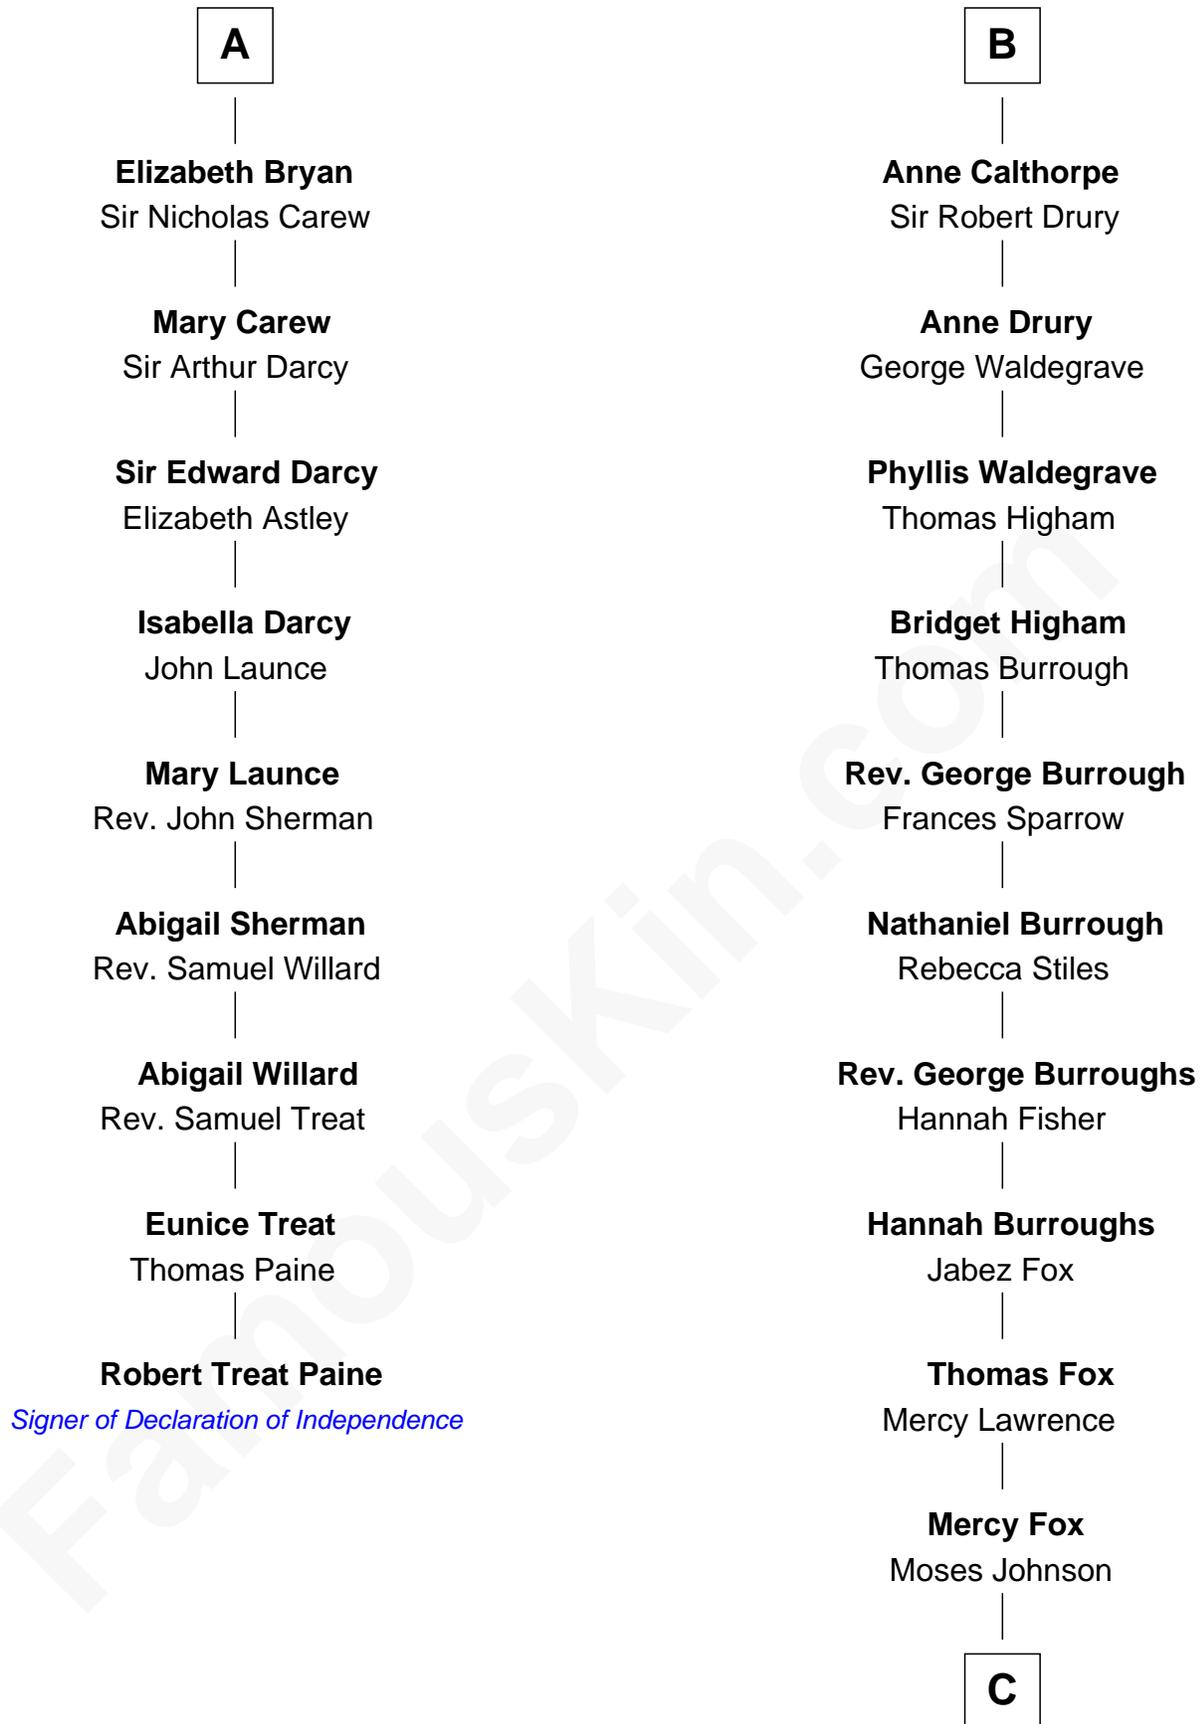 A
Elizabeth Bryan
Sir Nicholas Carew
Mary Carew
Sir Arthur Darcy
Sir Edward Darcy
Elizabeth Astley
Isabella Darcy
John Launce
Mary Launce
Rev. John Sherman
Abigail Sherman
Rev. Samuel Willard
Abigail Willard
Rev. Samuel Treat
Eunice Treat
Thomas Paine
Robert Treat Paine
Signer of Declaration of Independence
B
Anne Calthorpe
Sir Robert Drury
Anne Drury
George Waldegrave
Phyllis Waldegrave
Thomas Higham
Bridget Higham
Thomas Burrough
Rev. George Burrough
Frances Sparrow
Nathaniel Burrough
Rebecca Stiles
Rev. George Burroughs
Hannah Fisher
Hannah Burroughs
Jabez Fox
Thomas Fox
Mercy Lawrence
Mercy Fox
Moses Johnson
C
FamousKin.com